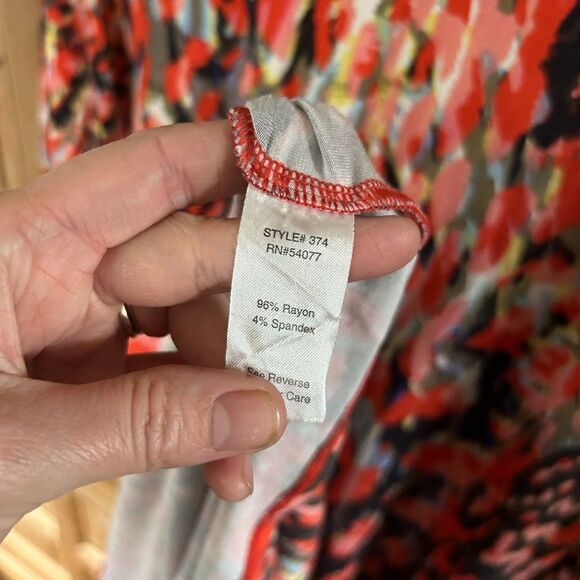 STYLE# 374
RN#54077
96% Rayon
4% Spandex
See Reverse
Care